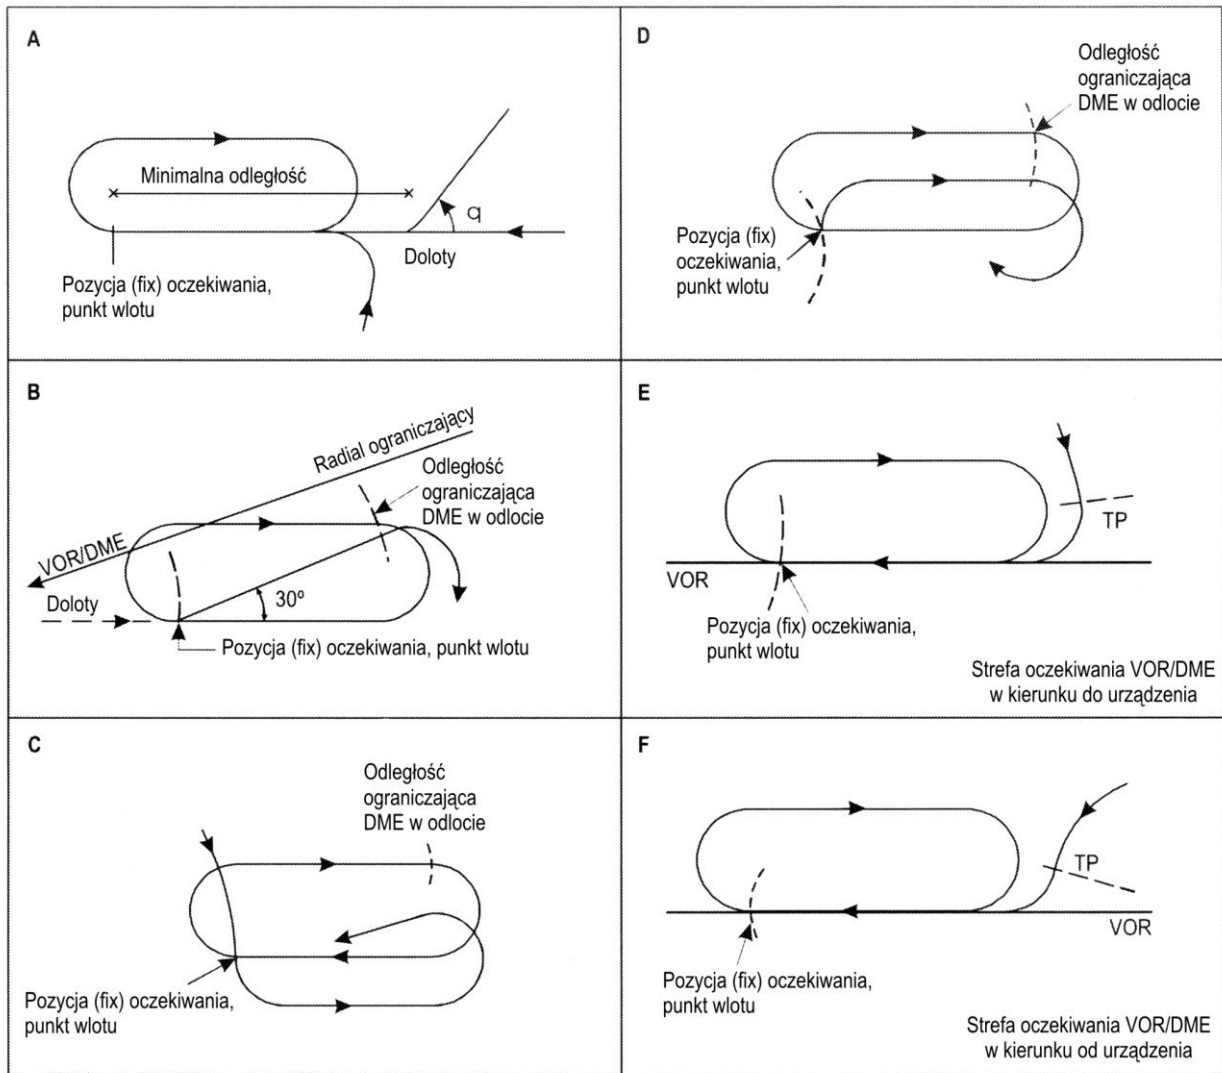 A
Minimalna odległość
q
Doloty
Pozycja (fix) oczekiwania,
punkt wlotu
B
Radial ograniczający
Odległość
ograniczająca
DME w odlocie
VOR/DME
Doloty
30º
Pozycja (fix) oczekiwania, punkt wlotu
C
Odległość
ograniczająca
DME w odlocie
Pozycja (fix) oczekiwania,
punkt wlotu
D
Odległość
ograniczająca
DME w odlocie
Pozycja (fix)
oczekiwania,
punkt wlotu
E
TP
VOR
Pozycja (fix) oczekiwania,
punkt wlotu
Strefa oczekiwania VOR/DME
w kierunku do urządzenia
F
TP
VOR
Pozycja (fix) oczekiwania,
punkt wlotu
Strefa oczekiwania VOR/DME
w kierunku od urządzenia